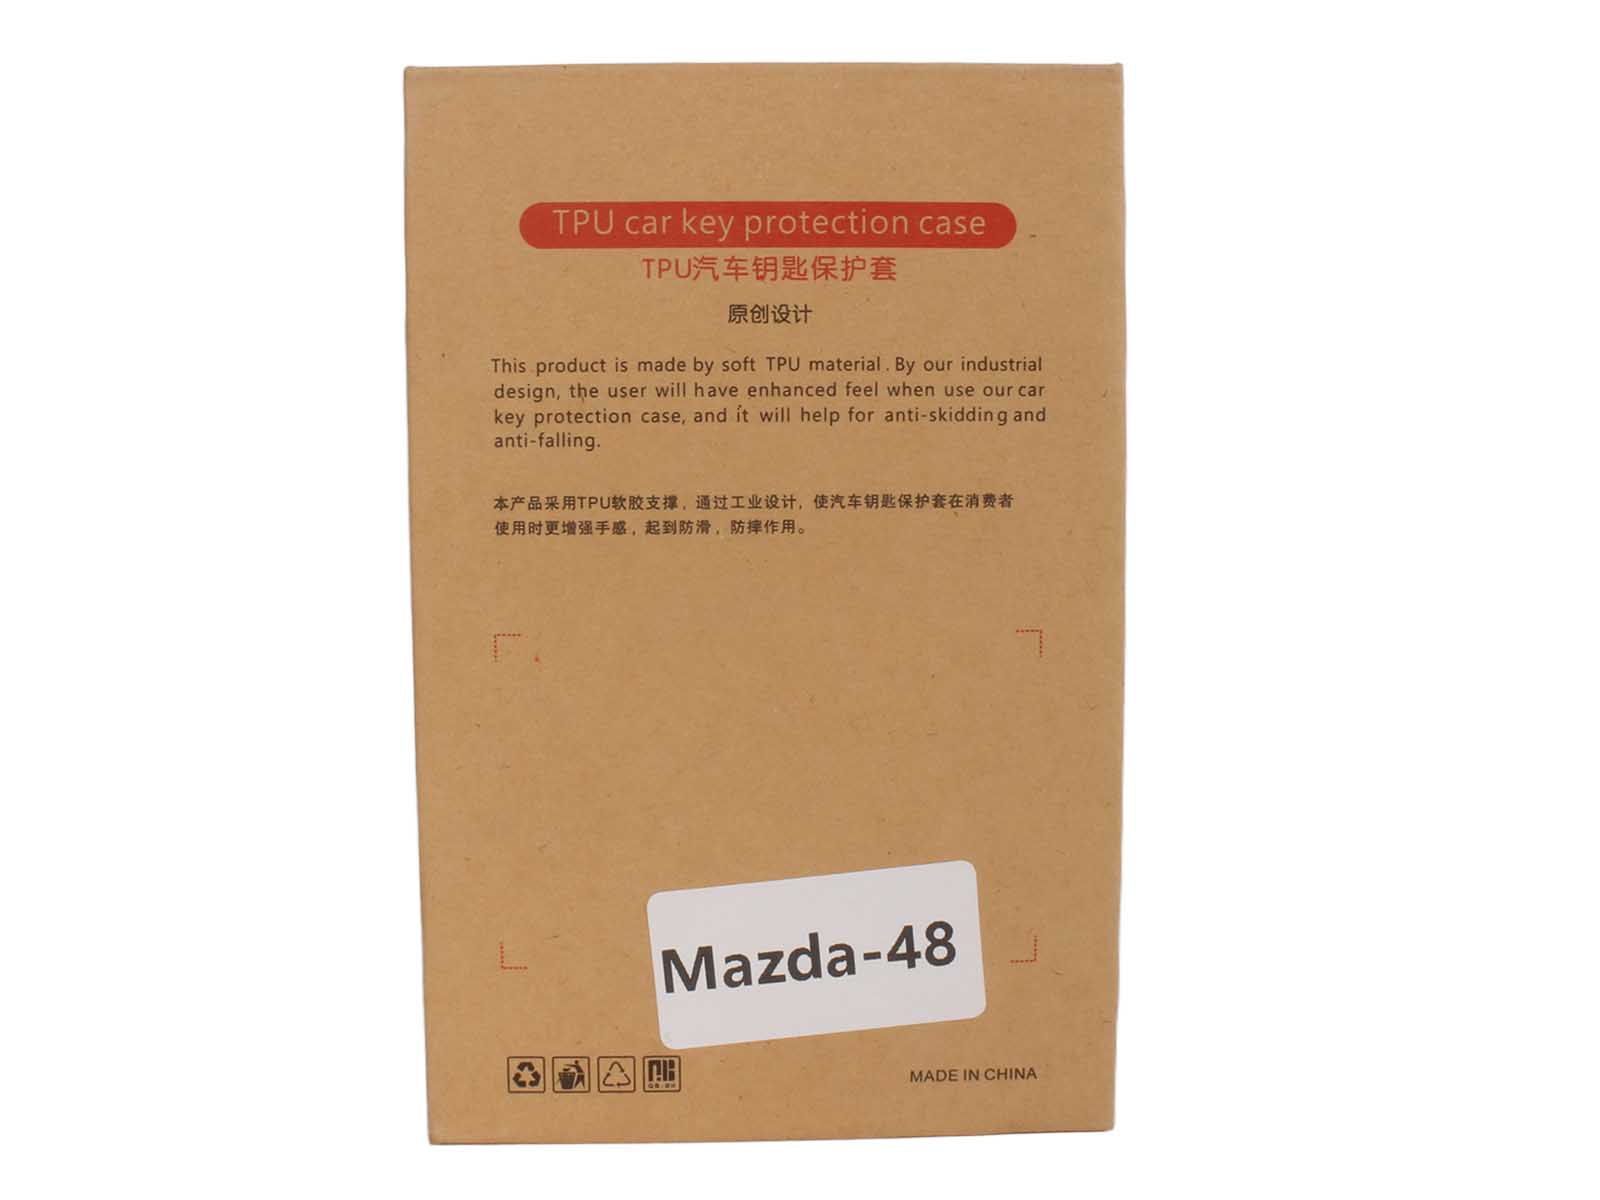 TPU car key protection case
TPU汽车钥匙保护套
原创设计
This product is made by soft TPU material. By our industrial
design, the user will have enhanced feel when use our car
key protection case, and it will help for anti-skidding and
anti-falling.
本产品采用TPU软胶支撑，通过工业设计，使汽车钥匙保护套在消费者
使用时更增强手感，起到防滑，防摔作用。
Mazda-48
MADE IN CHINA